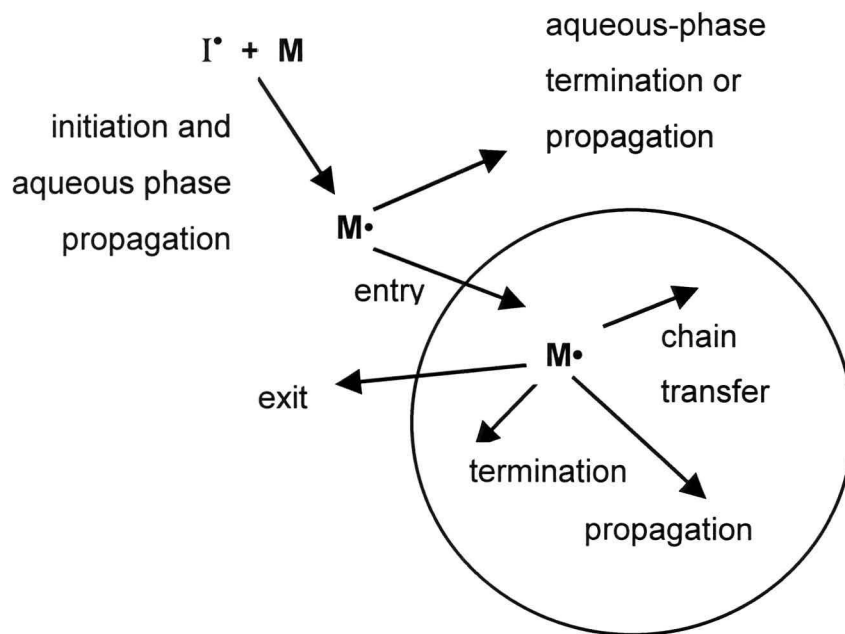 I• + M
initiation and
aqueous phase
propagation
aqueous-phase
termination or
propagation
M•
entry
M•
chain
transfer
exit
termination
propagation